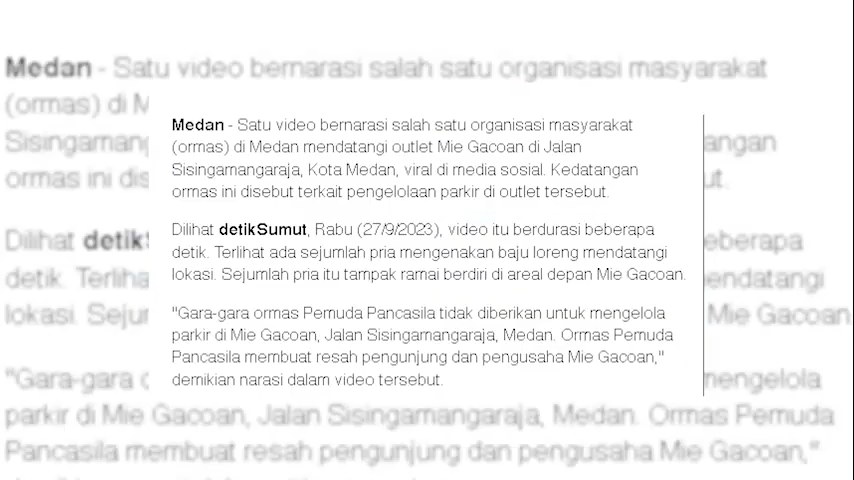 Medan - Satu video bernarasi salah satu organisasi masyarakat
(ormas) di Medan mendatangi outlet Mie Gacoan di Jalan
Sisingamangaraja, Kota Medan, viral di media sosial. Kedatangan
ormas ini disebut terkait pengelolaan parkir di outlet tersebut.
Dilihat detikSumut, Rabu (27/9/2023), video itu berdurasi beberapa
detik. Terlihat ada sejumlah pria mengenakan baju loreng mendatangi
lokasi. Sejumlah pria itu tampak ramai berdiri di areal depan Mie Gacoan.
"Gara-gara ormas Pemuda Pancasila tidak diberikan untuk mengelola
parkir di Mie Gacoan, Jalan Sisingamangaraja, Medan. Ormas Pemuda
Pancasila membuat resah pengunjung dan pengusaha Mie Gacoan,"
demikian narasi dalam video tersebut.